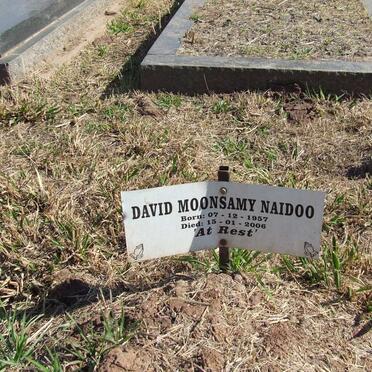 DAVID MOONSAMY NAIDOO
Born: 07 - 12 - 1957
Died: 15 - 01 - 2006
'At Rest'